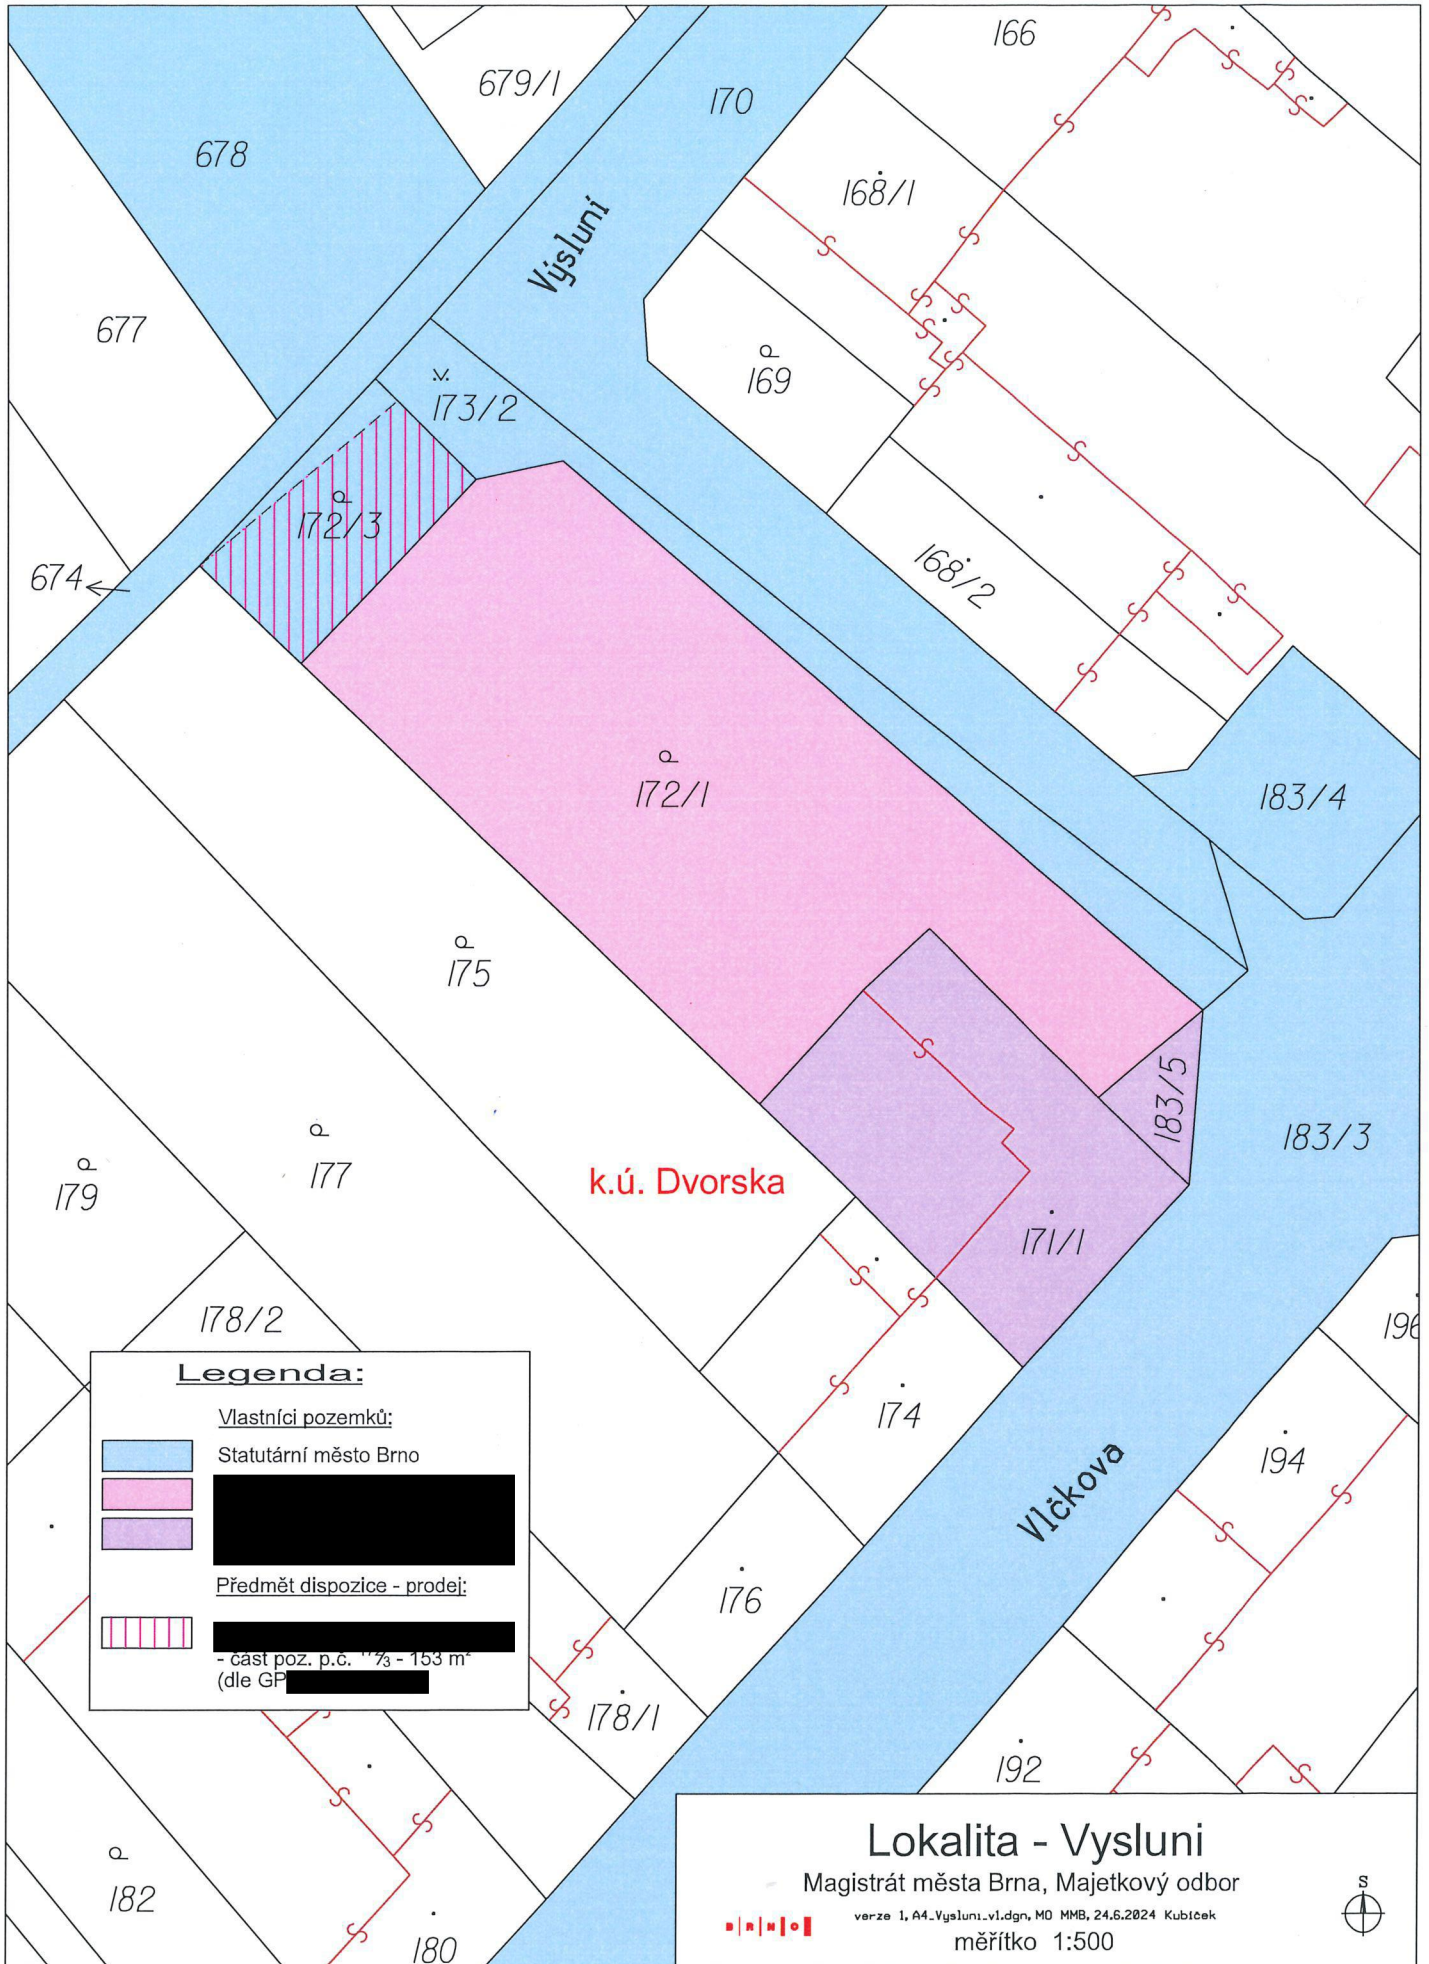 166
679/1
170
678
168/1
Výsluní
677
169
173/2
172/3
168/2
674
172/1
183/4
175
183/5
183/3
177
179
k.ú. Dvorska
171/1
178/2
196
Legenda:
Vlastníci pozemků:
Statutární město Brno
Předmět dispozice - prodej:
- část poz. p.č. - 153 m²
(dle GP
174
194
Vlčkova
176
178/1
192
182
180
Lokalita - Vysluni
Magistrát města Brna, Majetkový odbor
BRNO
verze 1, A4_Vysluni_v1.dgn, MO MMB, 24.6.2024 Kubíček
měřítko 1:500
S